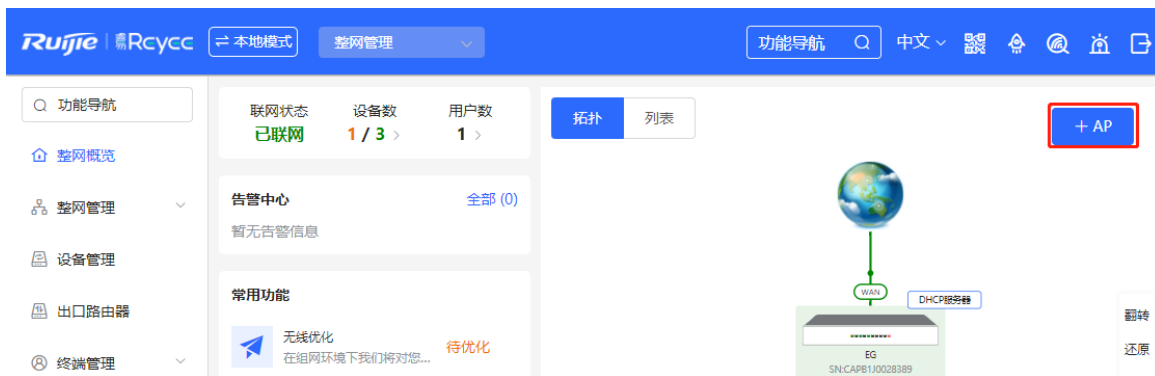 Ruijie 睿易Rcycc 本地模式 整网管理 功能导航 中文
功能导航
整网概览
整网管理
设备管理
出口路由器
终端管理
联网状态 设备数 用户数
已联网 1 / 3 1
告警中心 全部 (0)
暂无告警信息
常用功能
无线优化
在组网环境下我们将对您... 待优化
拓扑 列表 + AP
WAN DHCP服务器
EG
SN:CAPB1J0028389
翻转
还原